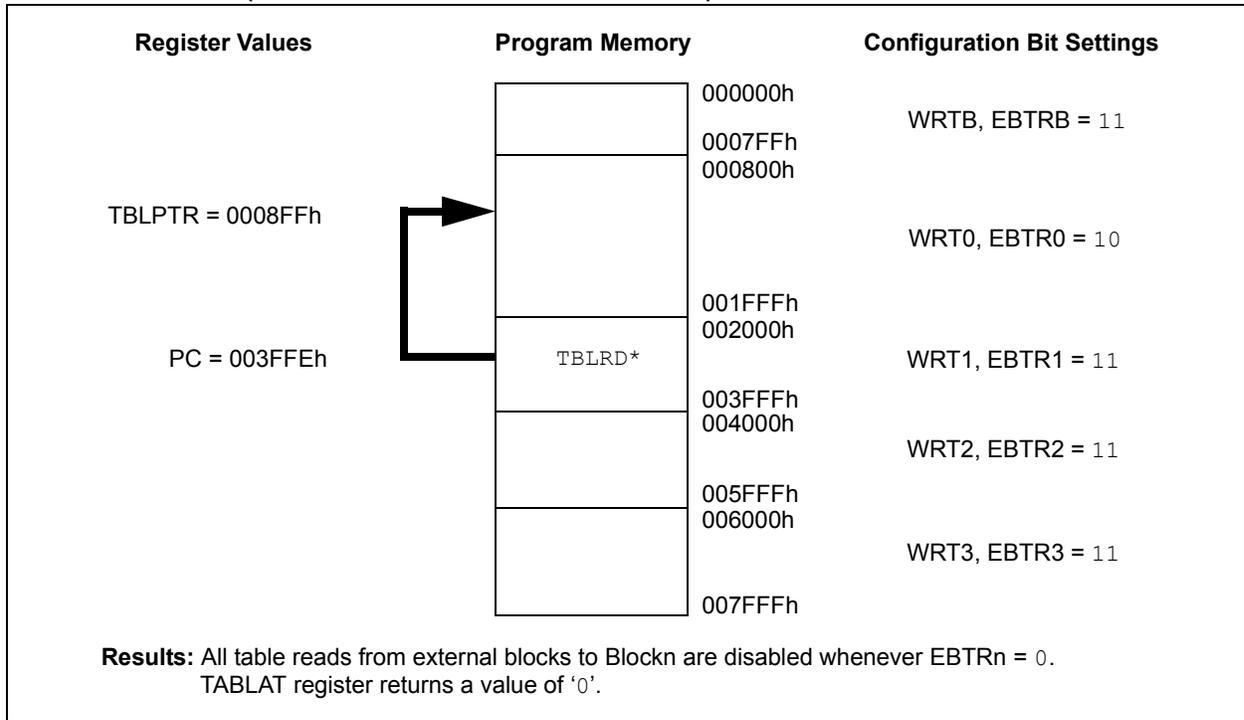 Register Values
Program Memory
Configuration Bit Settings
000000h
WRTB, EBTRB = 11
0007FFh
000800h
TBLPTR = 0008FFh
WRT0, EBTR0 = 10
001FFFh
002000h
PC = 003FFEh
TBLRD*
WRT1, EBTR1 = 11
003FFFh
004000h
WRT2, EBTR2 = 11
005FFFh
006000h
WRT3, EBTR3 = 11
007FFFh
Results: All table reads from external blocks to Blockn are disabled whenever EBTRn = 0.
TABLAT register returns a value of ‘0’.